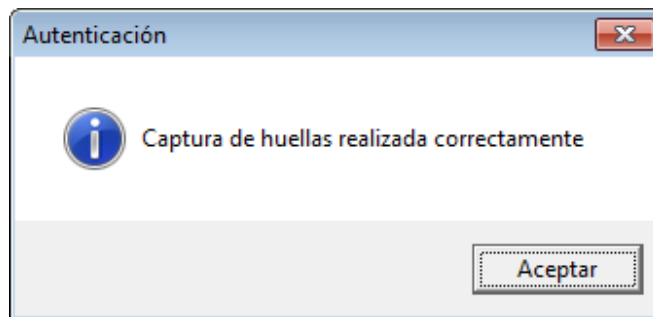 Autenticación
Captura de huellas realizada correctamente
Aceptar